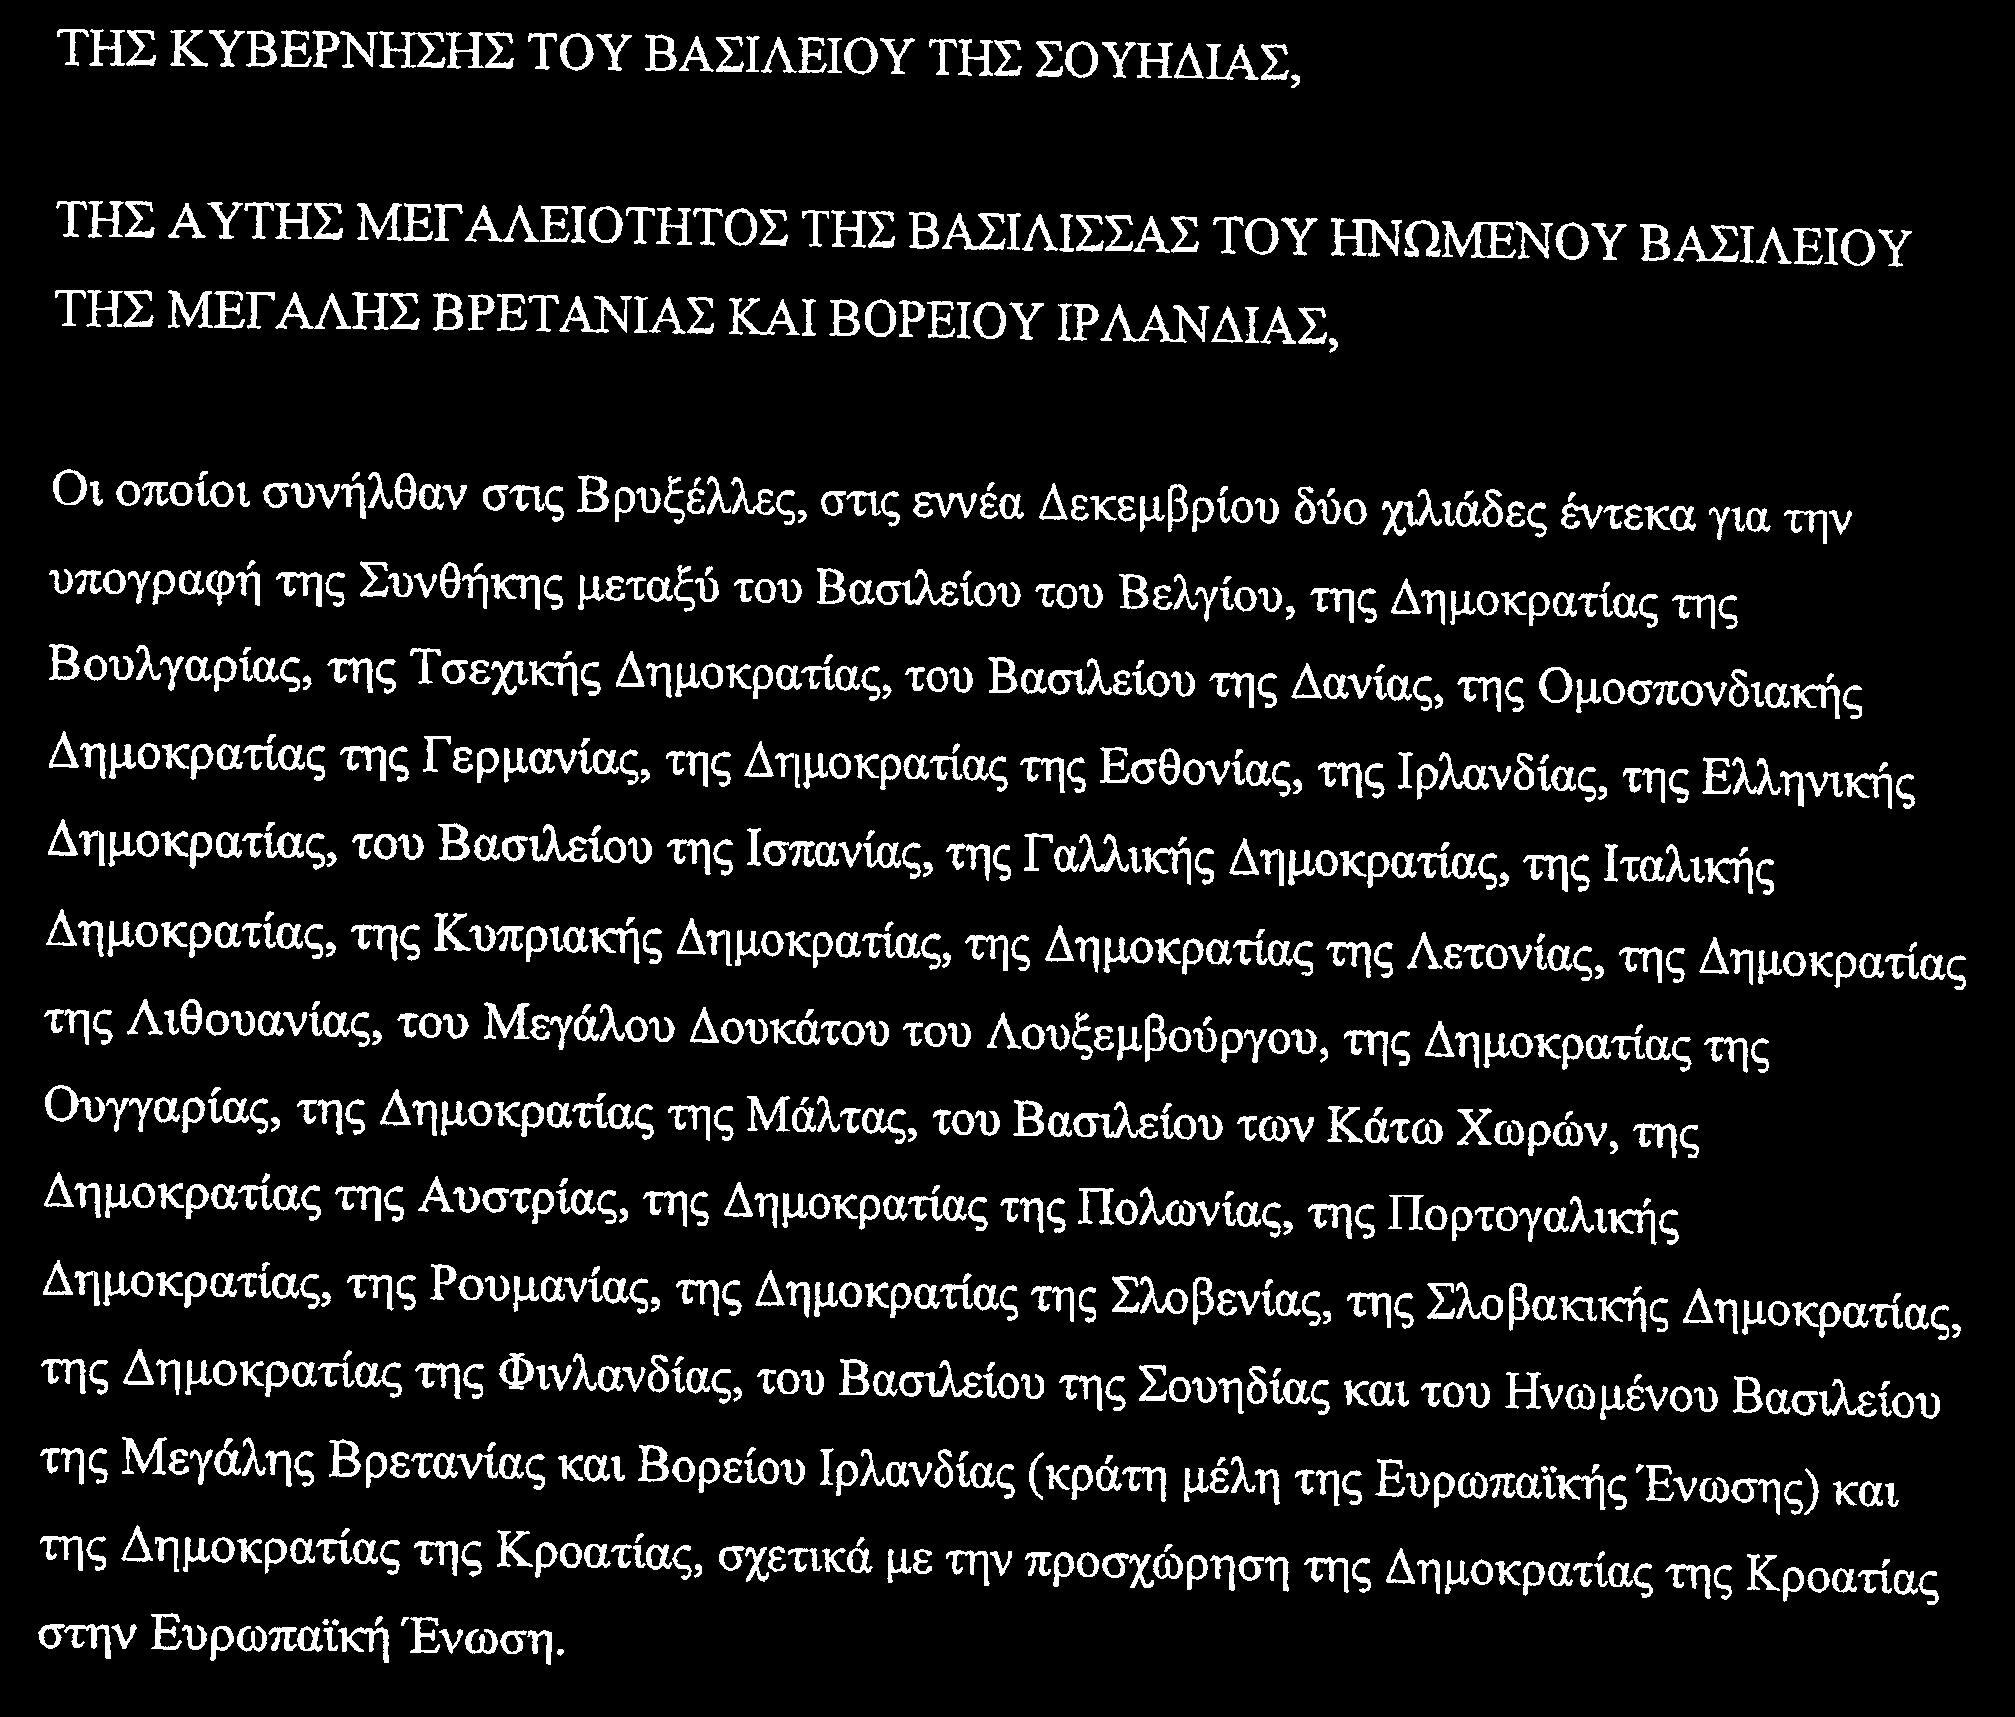 ΤΗΣ ΚΥΒΕΡΝΗΣΗΣ ΤΟΥ ΒΑΣΙΛΕΙΟΥ ΤΗΣ ΣΟΥΗΔΙΑΣ,
ΤΗΣ ΑΥΤΗΣ ΜΕΓΑΛΕΙΟΤΗΤΟΣ ΤΗΣ ΒΑΣΙΛΙΣΣΑΣ ΤΟΥ ΗΝΩΜΕΝΟΥ ΒΑΣΙΛΕΙΟΥ
ΤΗΣ ΜΕΓΑΛΗΣ ΒΡΕΤΑΝΙΑΣ ΚΑΙ ΒΟΡΕΙΟΥ ΙΡΛΑΝΔΙΑΣ,
Οι οποίοι συνήλθαν στις Βρυξέλλες, στις εννέα Δεκεμβρίου δύο χιλιάδες έντεκα για την
υπογραφή της Συνθήκης μεταξύ του Βασιλείου του Βελγίου, της Δημοκρατίας της
Βουλγαρίας, της Τσεχικής Δημοκρατίας, του Βασιλείου της Δανίας, της Ομοσπονδιακής
Δημοκρατίας της Γερμανίας, της Δημοκρατίας της Εσθονίας, της Ιρλανδίας, της Ελληνικής
Δημοκρατίας, του Βασιλείου της Ισπανίας, της Γαλλικής Δημοκρατίας, της Ιταλικής
Δημοκρατίας, της Κυπριακής Δημοκρατίας, της Δημοκρατίας της Λετονίας, της Δημοκρατίας
της Λιθουανίας, του Μεγάλου Δουκάτου του Λουξεμβούργου, της Δημοκρατίας της
Ουγγαρίας, της Δημοκρατίας της Μάλτας, του Βασιλείου των Κάτω Χωρών, της
Δημοκρατίας της Αυστρίας, της Δημοκρατίας της Πολωνίας, της Πορτογαλικής
Δημοκρατίας, της Ρουμανίας, της Δημοκρατίας της Σλοβενίας, της Σλοβακικής Δημοκρατίας,
της Δημοκρατίας της Φινλανδίας, του Βασιλείου της Σουηδίας και του Ηνωμένου Βασιλείου
της Μεγάλης Βρετανίας και Βορείου Ιρλανδίας (κράτη μέλη της Ευρωπαϊκής Ένωσης) και
της Δημοκρατίας της Κροατίας, σχετικά με την προσχώρηση της Δημοκρατίας της Κροατίας
στην Ευρωπαϊκή Ένωση.